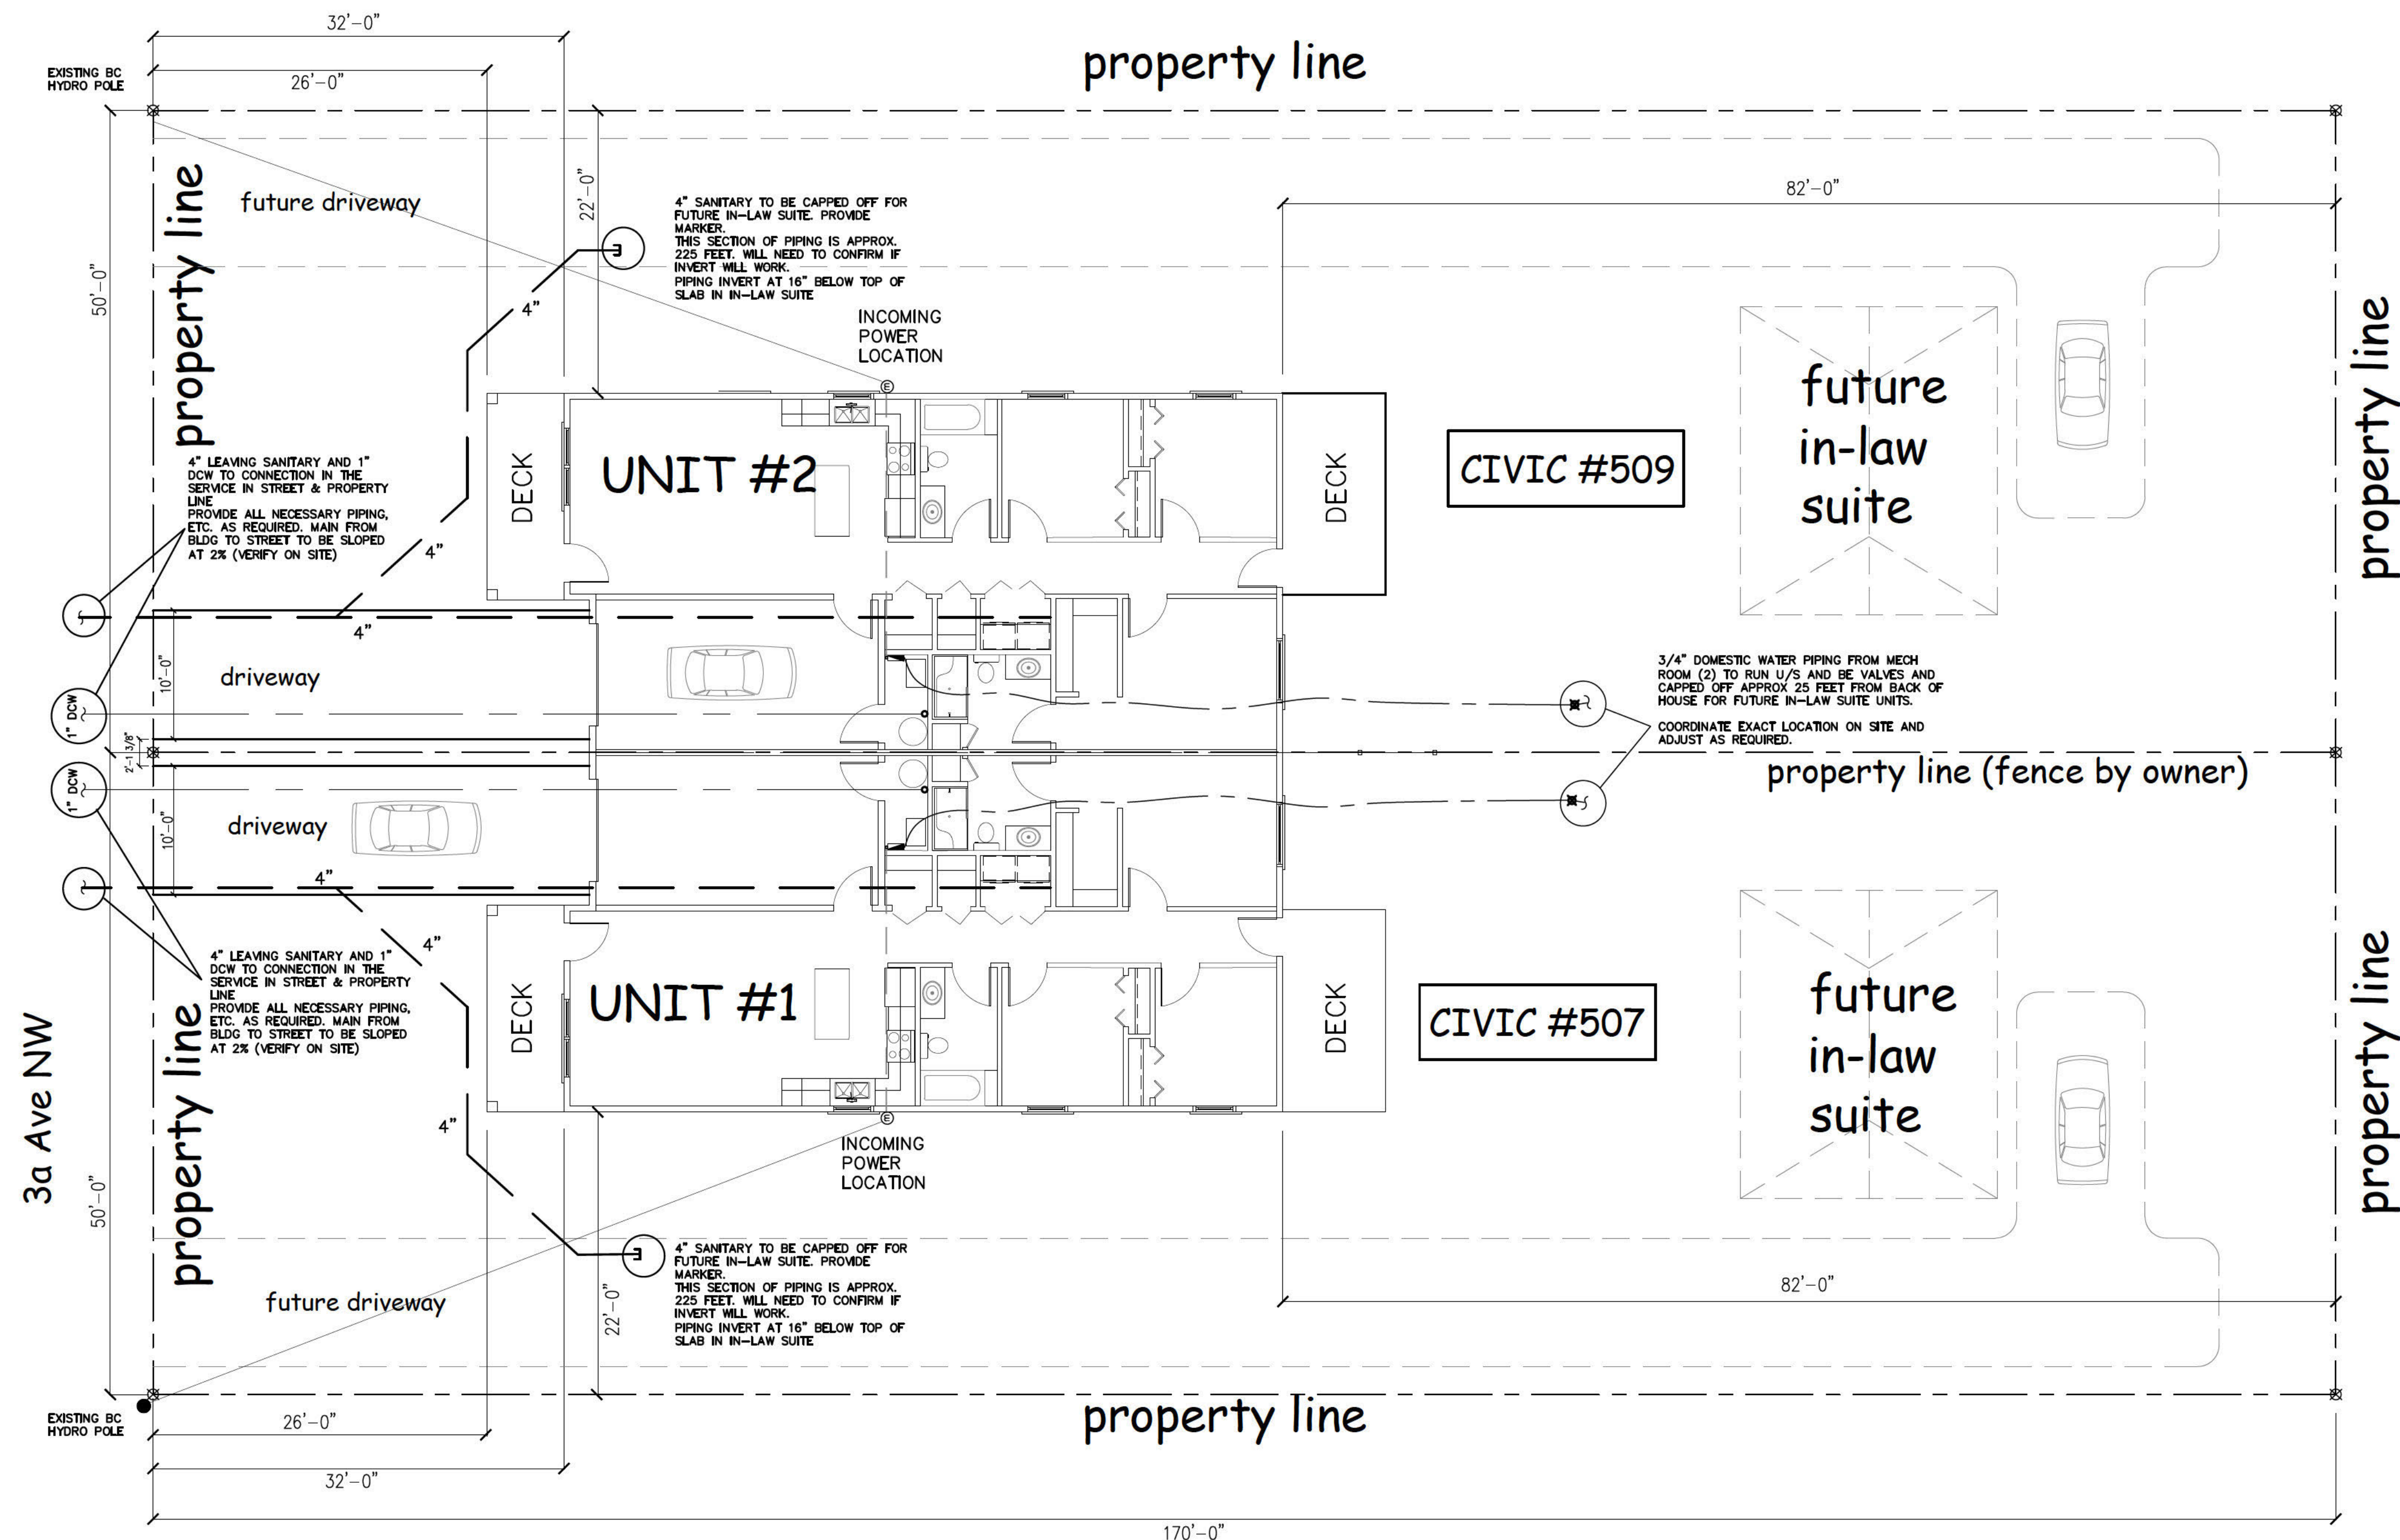 32'-0"
EXISTING BC
HYDRO POLE
26'-0"
property line
50'-0"
property line
future driveway
22'-0"
4" SANITARY TO BE CAPPED OFF FOR
FUTURE IN-LAW SUITE. PROVIDE
MARKER.
THIS SECTION OF PIPING IS APPROX.
225 FEET. WILL NEED TO CONFIRM IF
INVERT WILL WORK.
PIPING INVERT AT 16" BELOW TOP OF
SLAB IN IN-LAW SUITE
82'-0"
4"
INCOMING
POWER
LOCATION
E
future
in-law
suite
property line
4" LEAVING SANITARY AND 1"
DCW TO CONNECTION IN THE
SERVICE IN STREET & PROPERTY
LINE
PROVIDE ALL NECESSARY PIPING,
ETC. AS REQUIRED. MAIN FROM
BLDG TO STREET TO BE SLOPED
AT 2% (VERIFY ON SITE)
DECK
UNIT #2
DECK
CIVIC #509
4"
4"
driveway
10'-0"
1" DCW
2'-1 3/8"
3/4" DOMESTIC WATER PIPING FROM MECH
ROOM (2) TO RUN U/S AND BE VALVES AND
CAPPED OFF APPROX 25 FEET FROM BACK OF
HOUSE FOR FUTURE IN-LAW SUITE UNITS.
COORDINATE EXACT LOCATION ON SITE AND
ADJUST AS REQUIRED.
property line (fence by owner)
1" DCW
10'-0"
driveway
4"
4"
4" LEAVING SANITARY AND 1"
DCW TO CONNECTION IN THE
SERVICE IN STREET & PROPERTY
LINE
PROVIDE ALL NECESSARY PIPING,
ETC. AS REQUIRED. MAIN FROM
BLDG TO STREET TO BE SLOPED
AT 2% (VERIFY ON SITE)
DECK
UNIT #1
DECK
CIVIC #507
future
in-law
suite
property line
3a Ave NW
property line
4"
E
INCOMING
POWER
LOCATION
50'-0"
4" SANITARY TO BE CAPPED OFF FOR
FUTURE IN-LAW SUITE. PROVIDE
MARKER.
THIS SECTION OF PIPING IS APPROX.
225 FEET. WILL NEED TO CONFIRM IF
INVERT WILL WORK.
PIPING INVERT AT 16" BELOW TOP OF
SLAB IN IN-LAW SUITE
22'-0"
future driveway
82'-0"
EXISTING BC
HYDRO POLE
26'-0"
property line
32'-0"
170'-0"